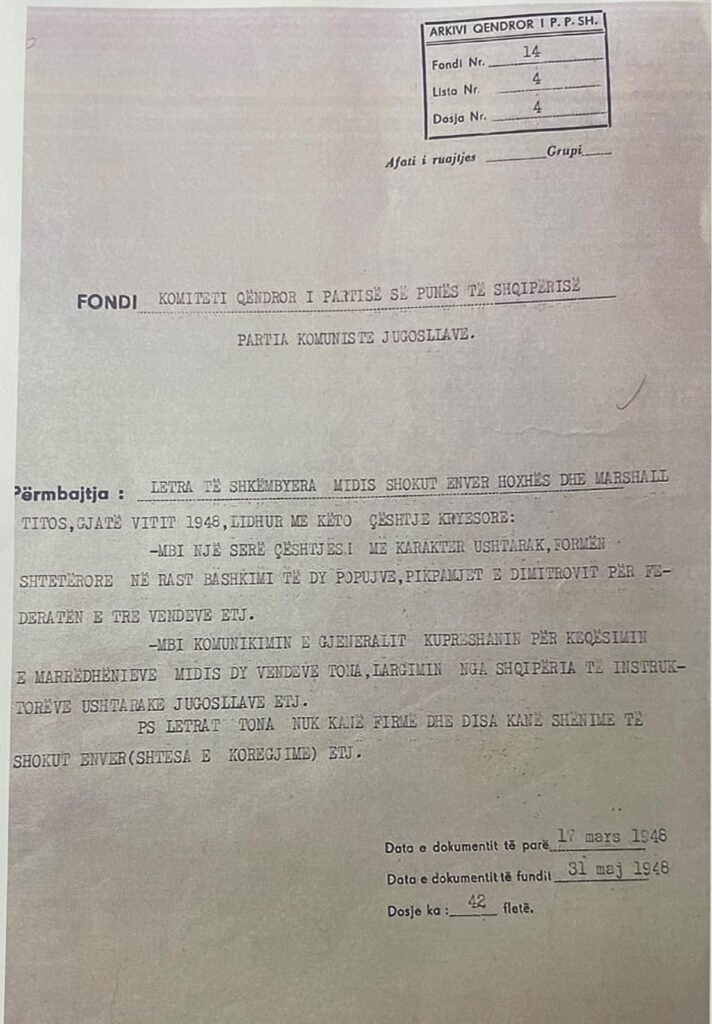 ARKIVI QENDROR I P. P. SH.
Fondi Nr. 14
Lista Nr. 4
Dosja Nr. 4
Afati i ruajtjes ________ Grupi_____
FONDI KOMITETI QËNDROR I PARTISË SË PUNËS TË SHQIPËRISË
PARTIA KOMUNISTE JUGOSLLAVE.
Përmbajtja : LETRA TË SHKËMBYERA MIDIS SHOKUT ENVER HOXHËS DHE MARSHALL
TITOS,GJATË VITIT 1948,LIDHUR ME KËTO ÇËSHTJE KRYESORE:
-MBI NJË SERË ÇËSHTJESI ME KARAKTER USHTARAK,FORMËN
SHTETËRORE NË RAST BASHKIMI TË DY POPUJVE,PIKPAMJET E DIMITROVIT PËR FE-
DERATËN E TRE VENDEVE ETJ.
-MBI KOMUNIKIMIN E GJENERALIT KUPRESHANIN PËR KEQËSIMIN
E MARRËDHËNIEVE MIDIS DY VENDEVE TONA,LARGIMIN NGA SHQIPËRIA TË INSTRUK-
TORËVE USHTARAKE JUGOSLLAVE ETJ.
PS LETRAT TONA NUK KANË FIRMË DHE DISA KANË SHËNIME TË
SHOKUT ENVER(SHTESA E KOREGJIME) ETJ.
Data e dokumentit të parë 17 mars 1948
Data e dokumentit të fundit 31 maj 1948
Dosje ka : 42 fletë.